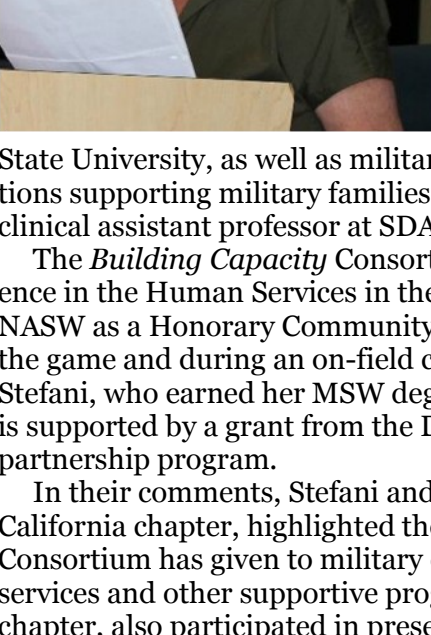 State University, as well as milita
tions supporting military families
clinical assistant professor at SDA
The Building Capacity Consor
ence in the Human Services in the
NASW as a Honorary Community
the game and during an on-field c
Stefani, who earned her MSW deg
is supported by a grant from the D
partnership program.
In their comments, Stefani and
California chapter, highlighted the
Consortium has given to military
services and other supportive prog
chapter, also participated in prese